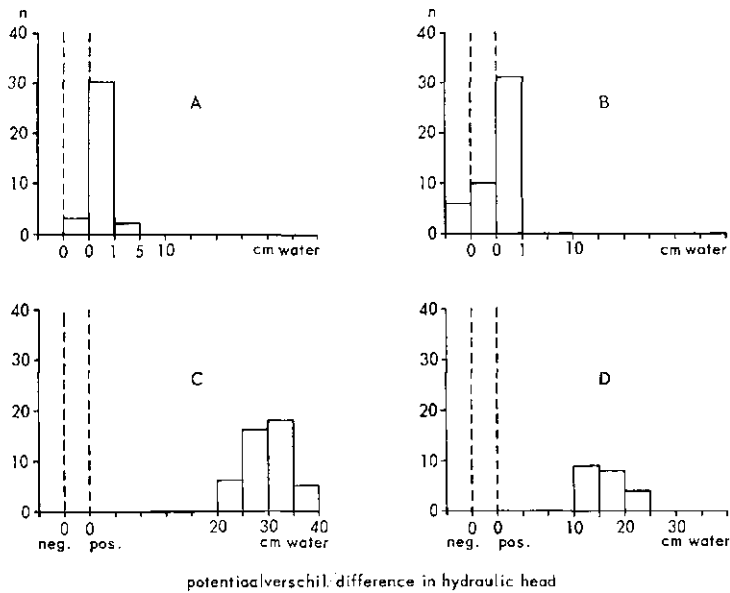 n
40
30
20
10
0
A
0 0 1 5 10 cm water
n
40
30
20
10
0
B
0 0 1 10 cm water
40
30
20
10
0
C
0 0 20 30 40
neg. pos. cm water
40
30
20
10
0
D
0 0 10 20 30
neg. pos. cm water
potentiaalverschil: difference in hydraulic head